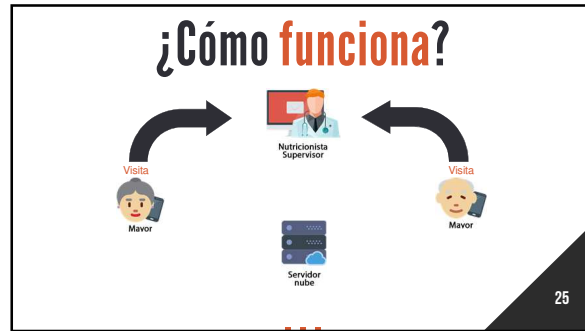 ¿Cómo funciona?
Nutricionista
Supervisor
Visita
Visita
Mayor
Mayor
Servidor
nube
25